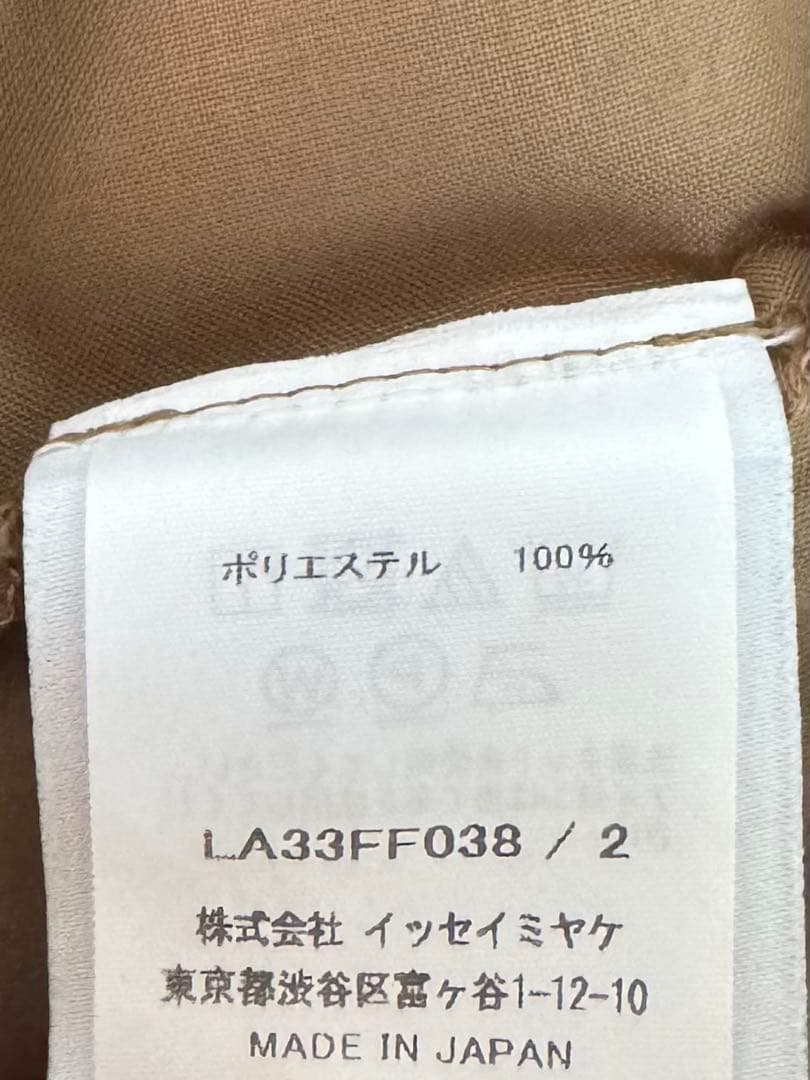 ポリエステル 100%
LA33FF038 / 2
株式会社 イッセイミヤケ
東京都渋谷区富ヶ谷1-12-10
MADE IN JAPAN